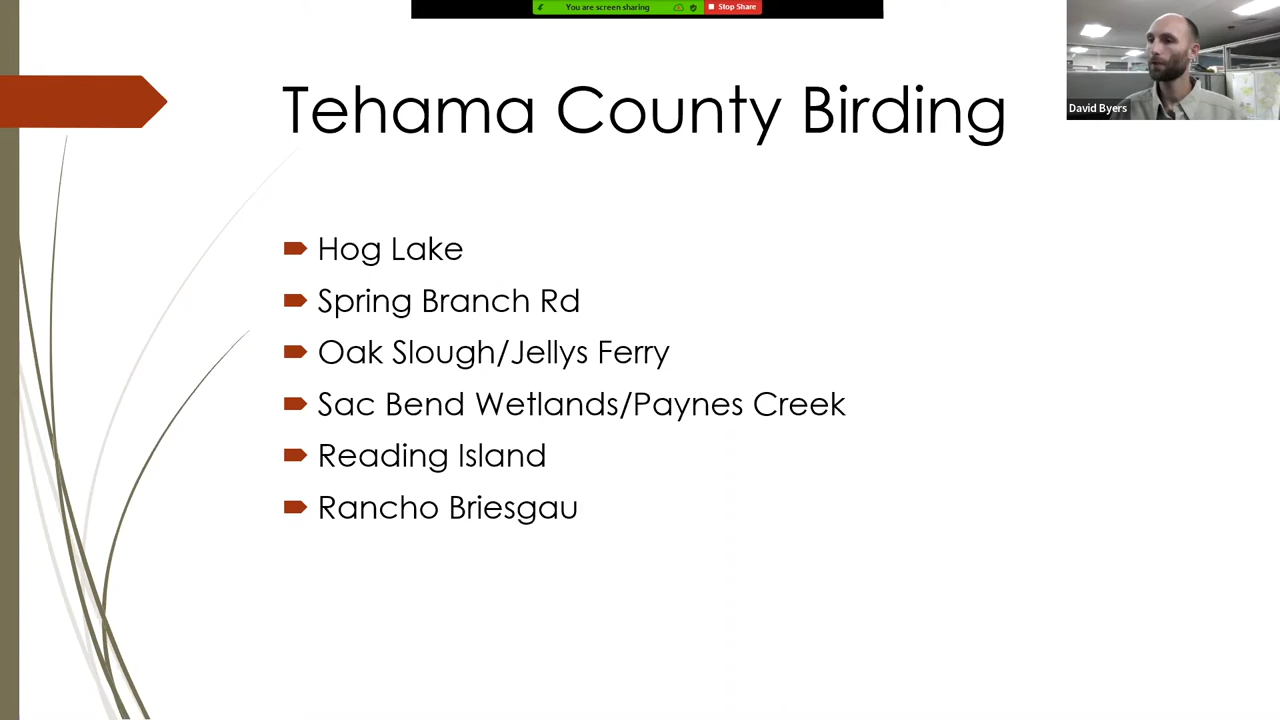 You are screen sharing
Stop Share
David Byers
Tehama County Birding
Hog Lake
Spring Branch Rd
Oak Slough/Jellys Ferry
Sac Bend Wetlands/Paynes Creek
Reading Island
Rancho Briesgau